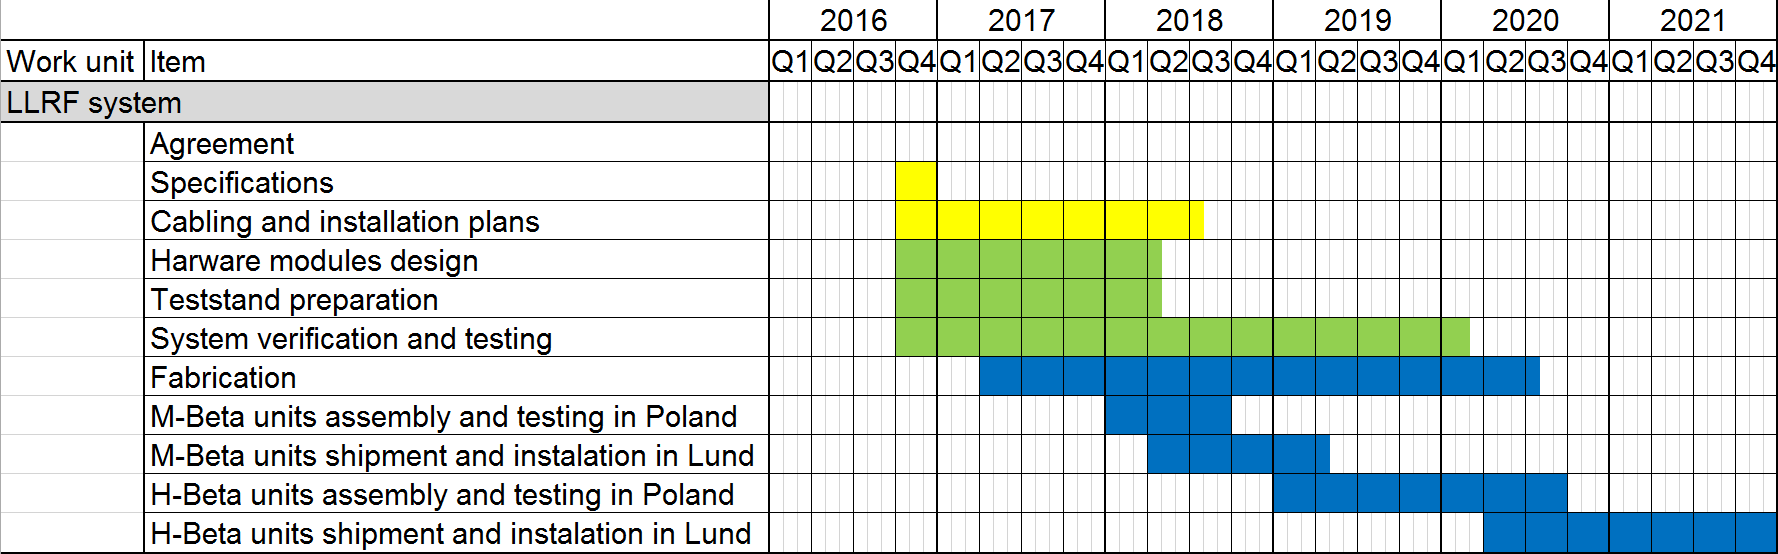 2016 2017 2018 2019 2020 2021
Work unit Item Q1 Q2 Q3 Q4 Q1 Q2 Q3 Q4 Q1 Q2 Q3 Q4 Q1 Q2 Q3 Q4 Q1 Q2 Q3 Q4 Q1 Q2 Q3 Q4
LLRF system
Agreement
Specifications
Cabling and installation plans
Harware modules design
Teststand preparation
System verification and testing
Fabrication
M-Beta units assembly and testing in Poland
M-Beta units shipment and instalation in Lund
H-Beta units assembly and testing in Poland
H-Beta units shipment and instalation in Lund